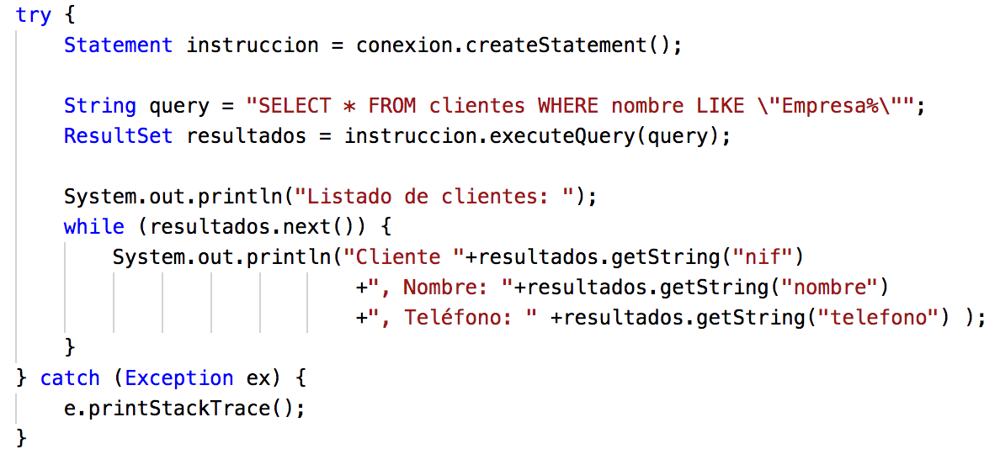 try {
    Statement instruccion = conexion.createStatement();

    String query = "SELECT * FROM clientes WHERE nombre LIKE \"Empresa%\"";
    ResultSet resultados = instruccion.executeQuery(query);

    System.out.println("Listado de clientes: ");
    while (resultados.next()) {
        System.out.println("Cliente "+resultados.getString("nif")
                            +", Nombre: "+resultados.getString("nombre")
                            +", Teléfono: " +resultados.getString("telefono") );
    }
} catch (Exception ex) {
    e.printStackTrace();
}